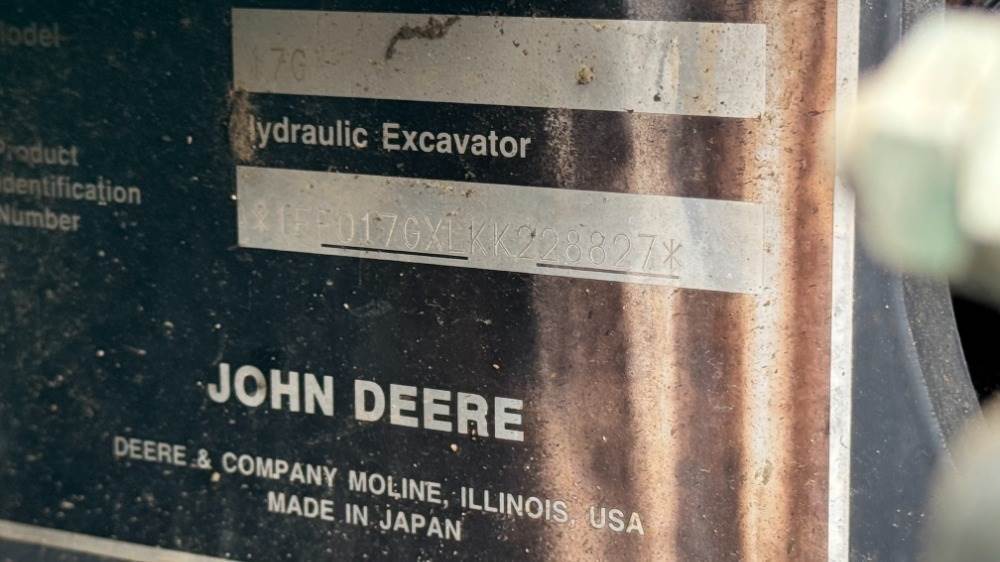 Model
17G
Hydraulic Excavator
Product
Identification
Number
*1FF017GXLKK228827*
JOHN DEERE
DEERE & COMPANY MOLINE, ILLINOIS, USA
MADE IN JAPAN